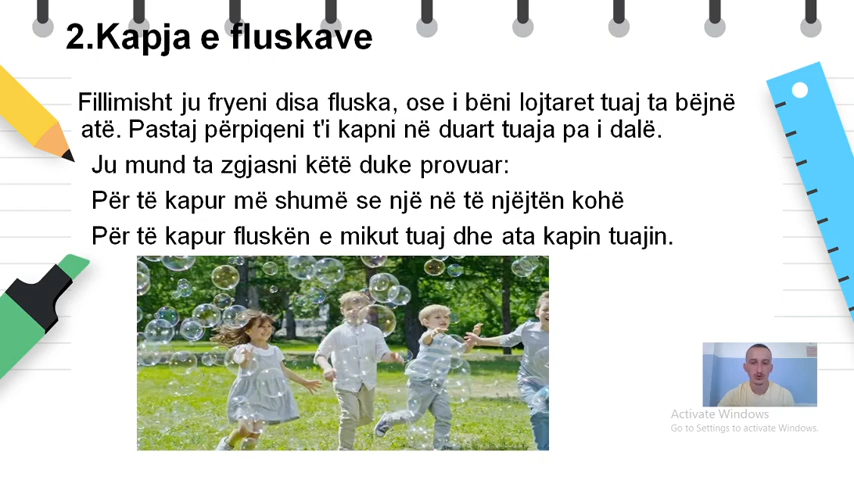 2.Kapja e fluskave
Fillimisht ju fryeni disa fluska, ose i bëni lojtaret tuaj ta bëjnë
atë. Pastaj përpiqeni t'i kapni në duart tuaja pa i dalë.
Ju mund ta zgjasni këtë duke provuar:
Për të kapur më shumë se një në të njëjtën kohë
Për të kapur fluskën e mikut tuaj dhe ata kapin tuajin.
Activate Windows
Go to Settings to activate Windows.